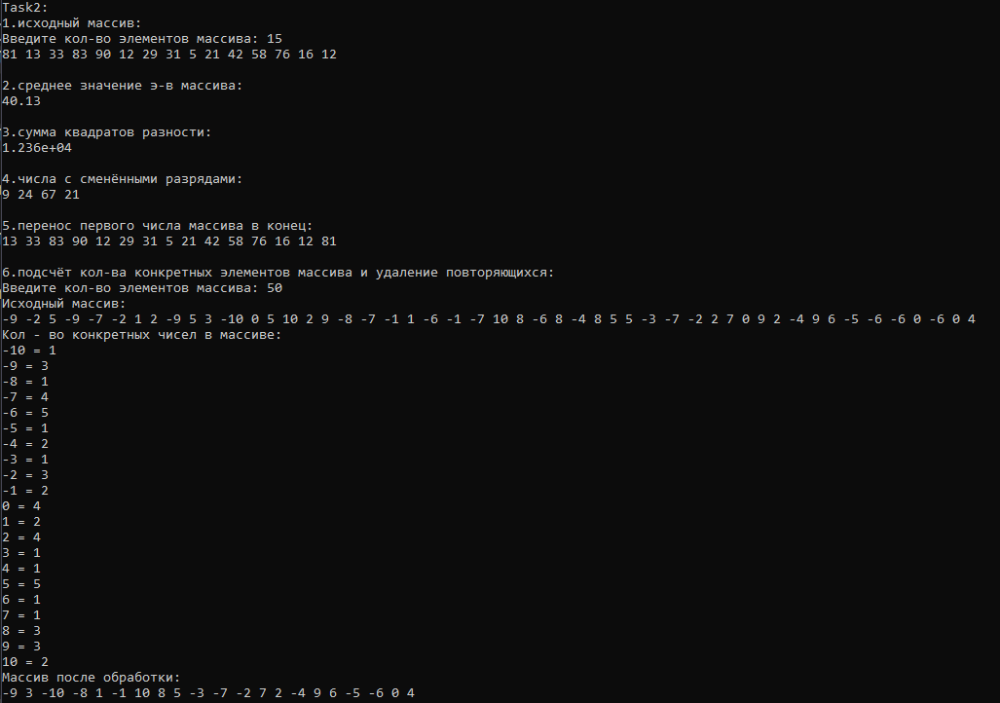 Task2:
1.исходный массив:
Введите кол-во элементов массива: 15
81 13 33 83 90 12 29 31 5 21 42 58 76 16 12
2.среднее значение э-в массива:
40.13
3.сумма квадратов разности:
1.236e+04
4.числа с сменёнными разрядами:
9 24 67 21
5.перенос первого числа массива в конец:
13 33 83 90 12 29 31 5 21 42 58 76 16 12 81
6.подсчёт кол-ва конкретных элементов массива и удаление повторяющихся:
Введите кол-во элементов массива: 50
Исходный массив:
-9 -2 5 -9 -7 -2 1 2 -9 5 3 -10 0 5 10 2 9 -8 -7 -1 1 -6 -1 -7 10 8 -6 8 -4 8 5 5 -3 -7 -2 2 7 0 9 2 -4 9 6 -5 -6 -6 0 -6 0 4
Кол - во конкретных чисел в массиве:
-10 = 1
-9 = 3
-8 = 1
-7 = 4
-6 = 5
-5 = 1
-4 = 2
-3 = 1
-2 = 3
-1 = 2
0 = 4
1 = 2
2 = 4
3 = 1
4 = 1
5 = 5
6 = 1
7 = 1
8 = 3
9 = 3
10 = 2
Массив после обработки:
-9 3 -10 -8 1 -1 10 8 5 -3 -7 -2 7 2 -4 9 6 -5 -6 0 4